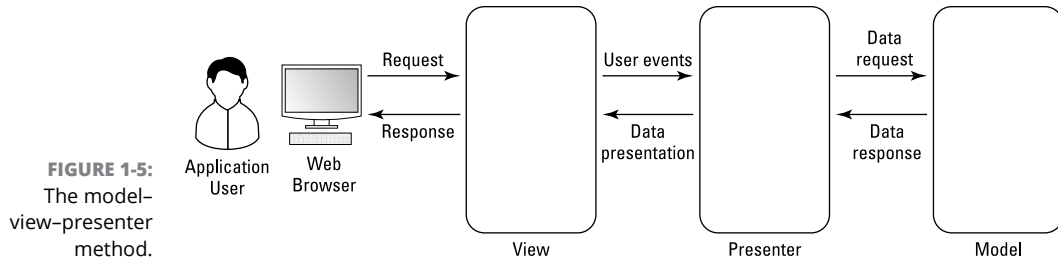 Request
Response
User events
Data
presentation
Data
request
Data
response
Application
User
Web
Browser
View
Presenter
Model
FIGURE 1-5:
The model–
view–presenter
method.